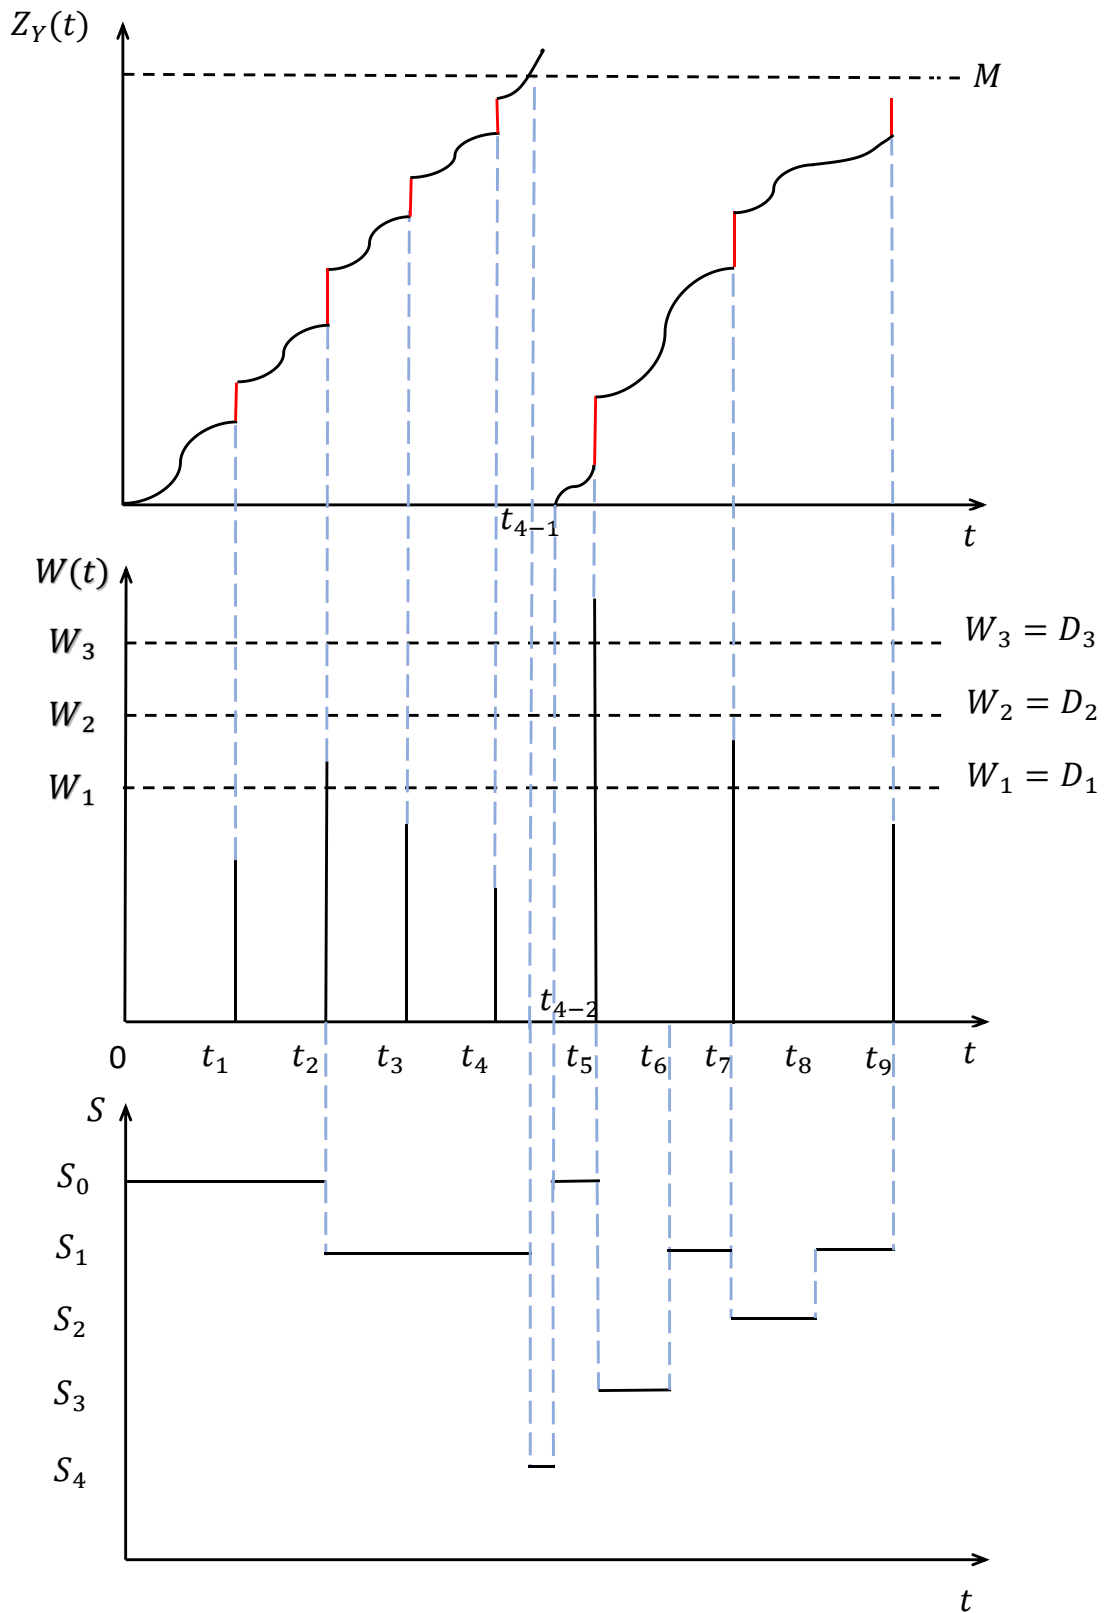 Z_Y(t)
M
t_{4-1}
t
W(t)
W_3
W_3 = D_3
W_2
W_2 = D_2
W_1
W_1 = D_1
t_{4-2}
0 t_1 t_2 t_3 t_4 t_5 t_6 t_7 t_8 t_9 t
S
S_0
S_1
S_2
S_3
S_4
t